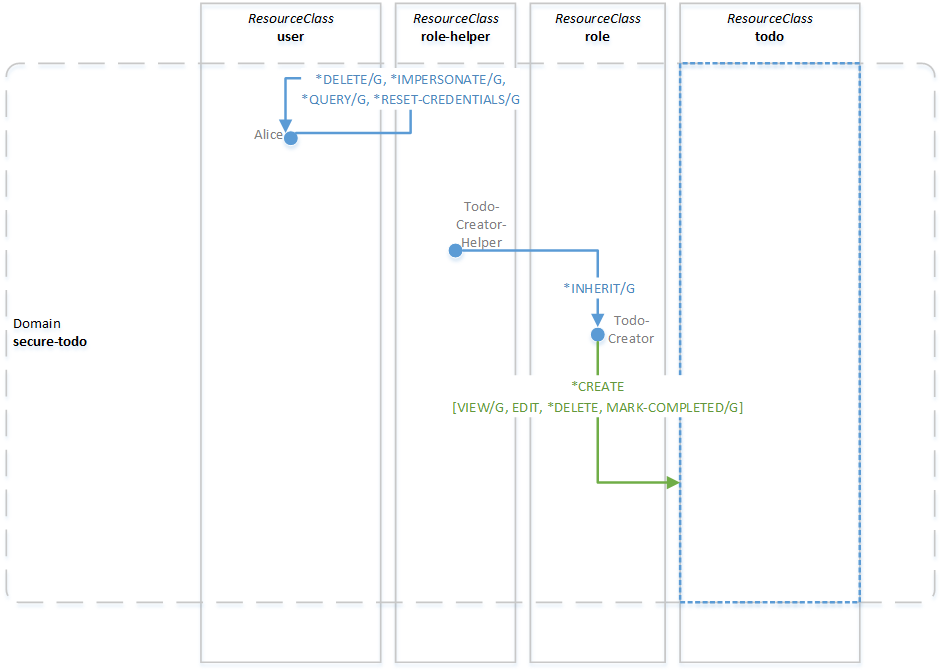 ResourceClass
user
ResourceClass
role-helper
ResourceClass
role
ResourceClass
todo
*DELETE/G, *IMPERSONATE/G,
*QUERY/G, *RESET-CREDENTIALS/G
Alice
Todo-
Creator-
Helper
*INHERIT/G
Todo-
Creator
Domain
secure-todo
*CREATE
[VIEW/G, EDIT, *DELETE, MARK-COMPLETED/G]